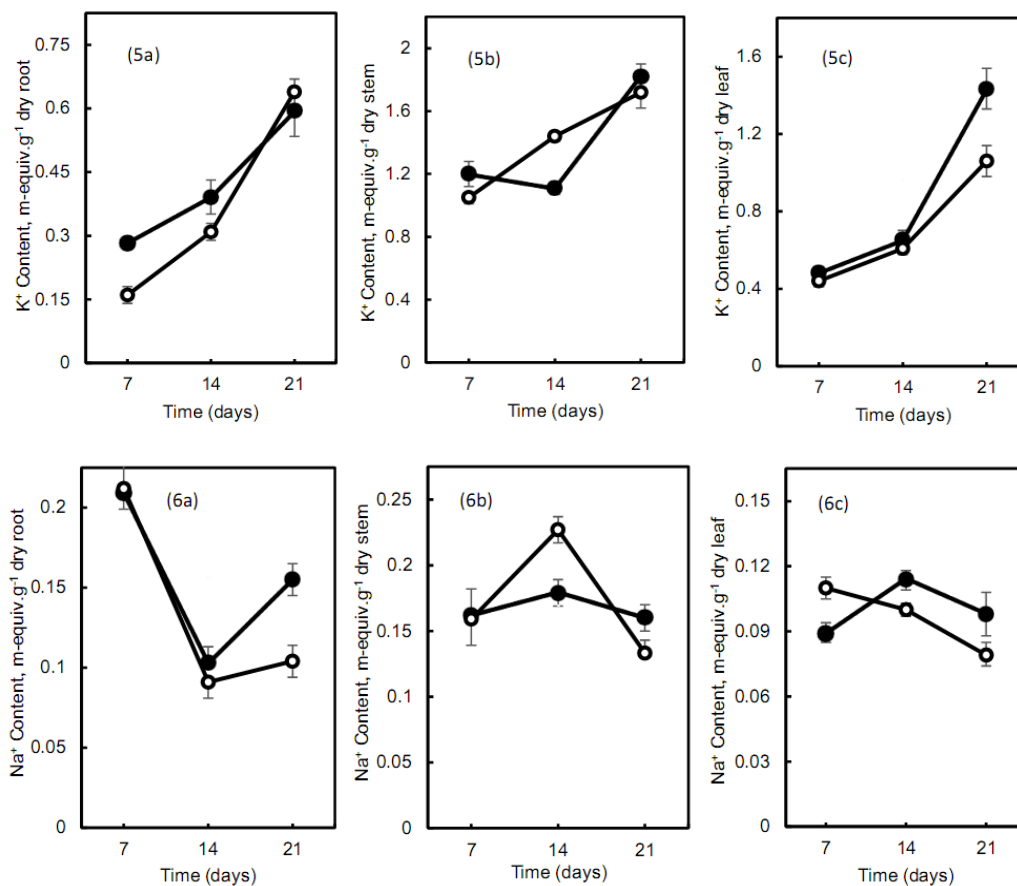 (5a)
K⁺ Content, m-equiv.g⁻¹ dry root
0.75
0.6
0.45
0.3
0.15
0
7 14 21
Time (days)
(5b)
K⁺ Content, m-equiv.g⁻¹ dry stem
2
1.6
1.2
0.8
0.4
0
7 14 21
Time (days)
(5c)
K⁺ Content, m-equiv.g⁻¹ dry leaf
1.6
1.2
0.8
0.4
0
7 14 21
Time (days)
(6a)
Na⁺ Content, m-equiv.g⁻¹ dry root
0.2
0.15
0.1
0.05
0
7 14 21
Time (days)
(6b)
Na⁺ Content, m-equiv.g⁻¹ dry stem
0.25
0.2
0.15
0.1
0.05
0
7 14 21
Time (days)
(6c)
Na⁺ Content, m-equiv.g⁻¹ dry leaf
0.15
0.12
0.09
0.06
0.03
0
7 14 21
Time (days)